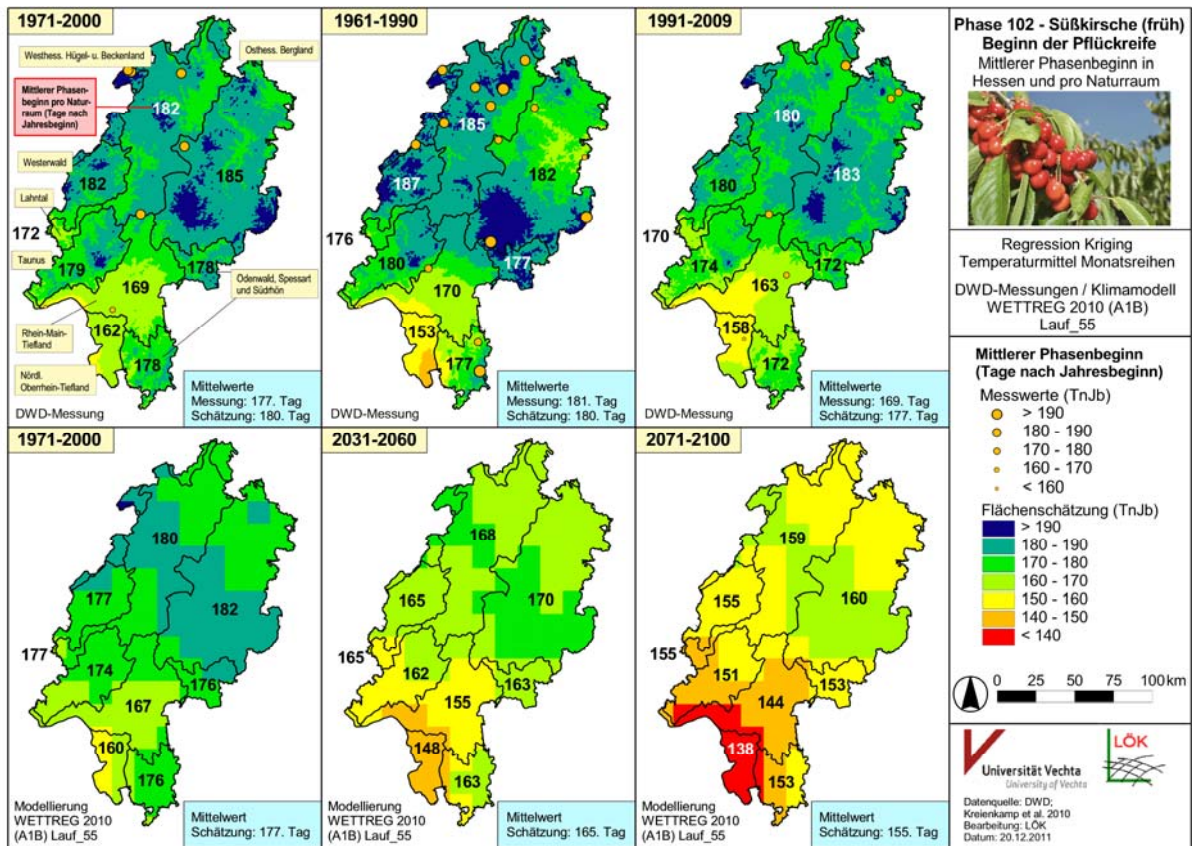 1971-2000
Westhess. Hügel- u. Beckenland
Osthess. Bergland
Mittlerer Phasen-
beginn pro Natur-
raum (Tage nach
Jahresbeginn)
182
Westerwald
182
185
Lahntal
172
Taunus
179
178
169
Odenwald, Spessart
und Südrhön
Rhein-Main-
Tiefland
162
178
Nördl.
Oberrhein-Tiefland
DWD-Messung
Mittelwerte
Messung: 177. Tag
Schätzung: 180. Tag
1961-1990
185
187
182
176
180
177
170
153
177
DWD-Messung
Mittelwerte
Messung: 181. Tag
Schätzung: 180. Tag
1991-2009
180
180
183
170
174
172
163
158
172
DWD-Messung
Mittelwerte
Messung: 169. Tag
Schätzung: 177. Tag
1971-2000
180
177
182
177
174
176
167
160
176
Modellierung
WETTREG 2010
(A1B) Lauf_55
Mittelwert
Schätzung: 177. Tag
2031-2060
168
165
170
165
162
163
155
148
163
Modellierung
WETTREG 2010
(A1B) Lauf_55
Mittelwert
Schätzung: 165. Tag
2071-2100
159
155
160
155
151
153
144
138
153
Modellierung
WETTREG 2010
(A1B) Lauf_55
Mittelwert
Schätzung: 155. Tag
Phase 102 - Süßkirsche (früh)
Beginn der Pflückreife
Mittlerer Phasenbeginn in
Hessen und pro Naturraum
Regression Kriging
Temperaturmittel Monatsreihen
DWD-Messungen / Klimamodell
WETTREG 2010 (A1B)
Lauf_55
Mittlerer Phasenbeginn
(Tage nach Jahresbeginn)
Messwerte (TnJb)
> 190
180 - 190
170 - 180
160 - 170
< 160
Flächenschätzung (TnJb)
> 190
180 - 190
170 - 180
160 - 170
150 - 160
140 - 150
< 140
0 25 50 75 100 km
Universität Vechta
University of Vechta
LÖK
Datenquelle: DWD;
Kreienkamp et al. 2010
Bearbeitung: LÖK
Datum: 20.12.2011